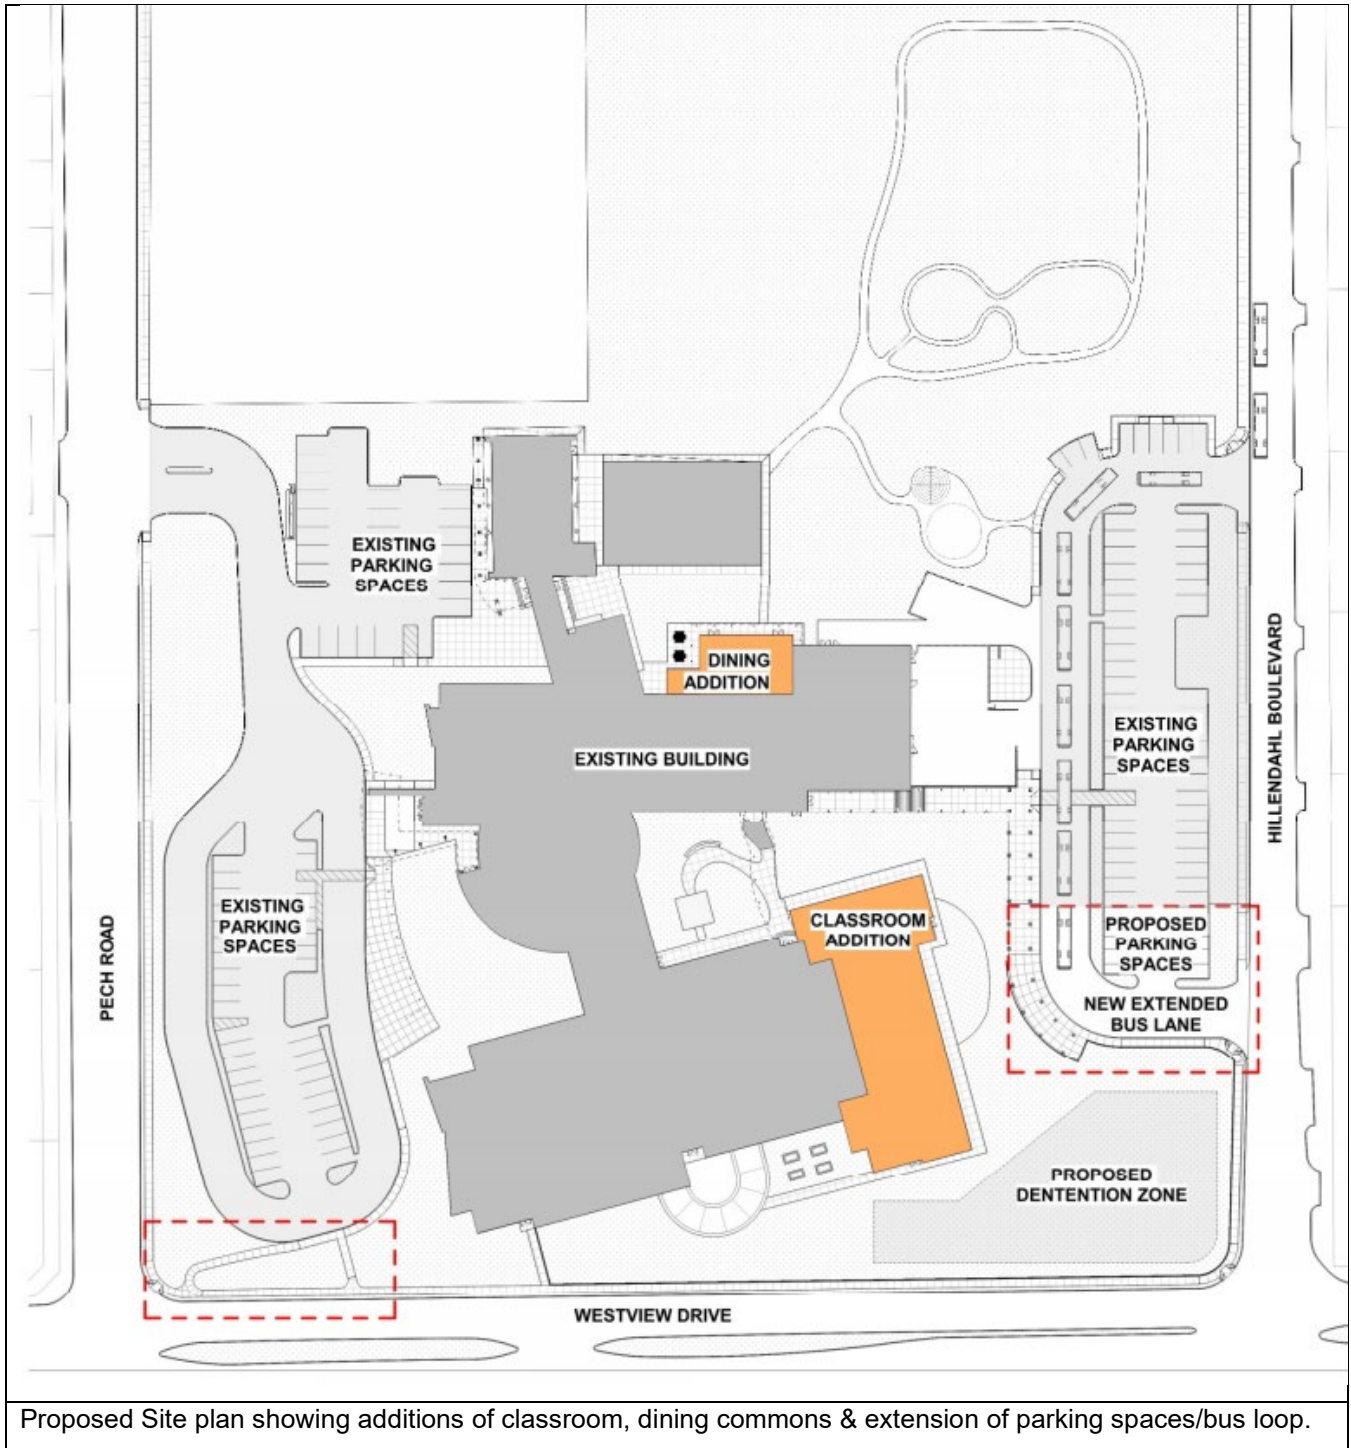 EXISTING
PARKING
SPACES
DINING
ADDITION
EXISTING BUILDING
EXISTING
PARKING
SPACES
HILLENDAHL BOULEVARD
EXISTING
PARKING
SPACES
PECH ROAD
CLASSROOM
ADDITION
PROPOSED
PARKING
SPACES
NEW EXTENDED
BUS LANE
PROPOSED
DENTENTION ZONE
WESTVIEW DRIVE
Proposed Site plan showing additions of classroom, dining commons & extension of parking spaces/bus loop.